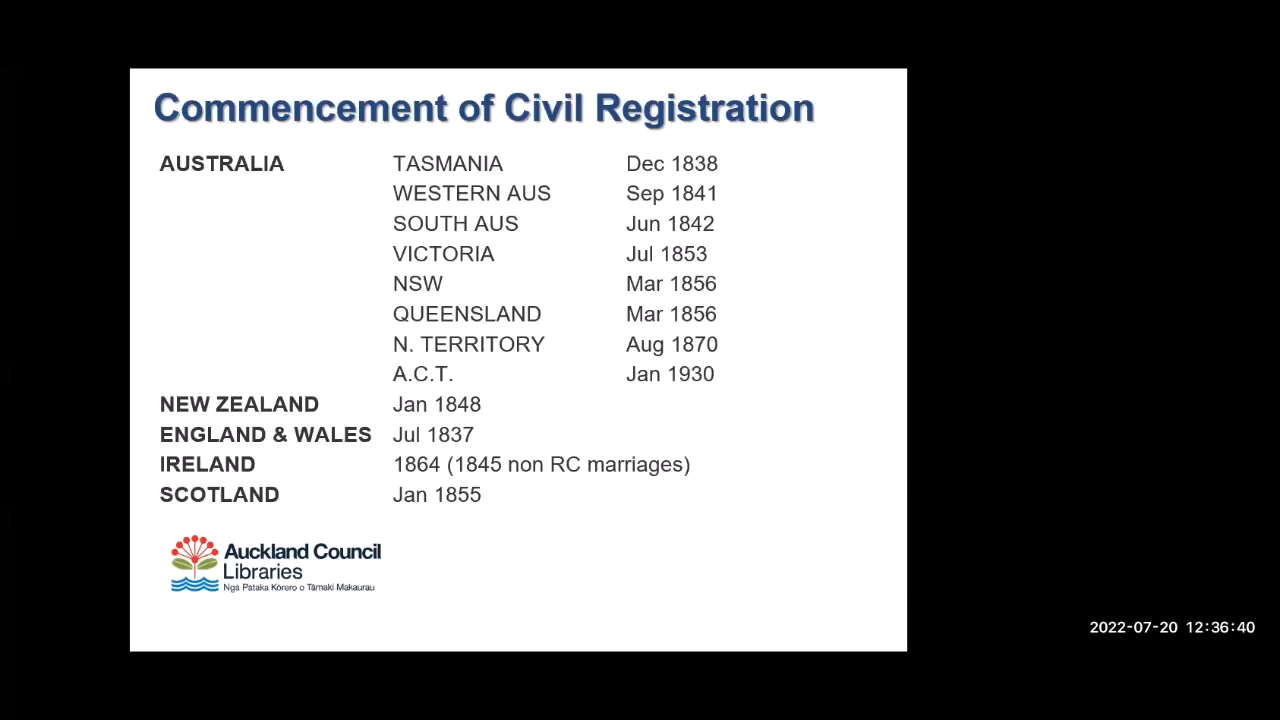 Commencement of Civil Registration
AUSTRALIA TASMANIA Dec 1838
WESTERN AUS Sep 1841
SOUTH AUS Jun 1842
VICTORIA Jul 1853
NSW Mar 1856
QUEENSLAND Mar 1856
N. TERRITORY Aug 1870
A.C.T. Jan 1930
NEW ZEALAND Jan 1848
ENGLAND & WALES Jul 1837
IRELAND 1864 (1845 non RC marriages)
SCOTLAND Jan 1855
Auckland Council
Libraries
Ngā Pātaka Kōrero o Tāmaki Makaurau
2022-07-20 12:36:40